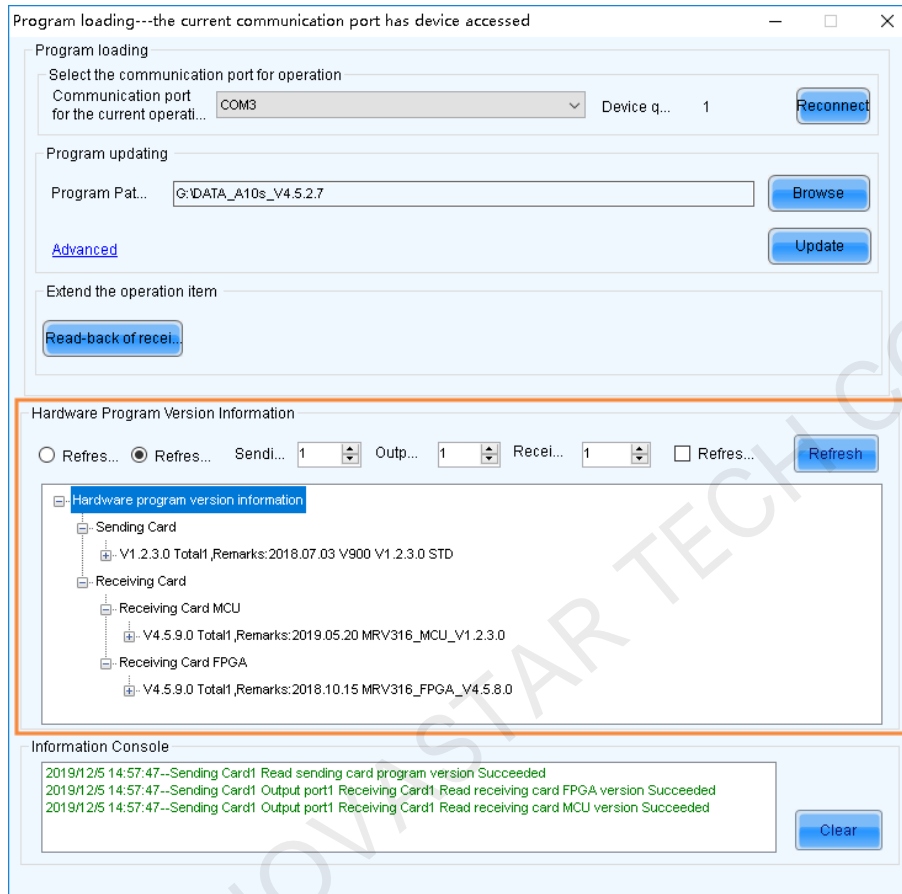 Program loading---the current communication port has device accessed
Program loading
Select the communication port for operation
Communication port
for the current operati...
COM3
Device q...
1
Reconnect
Program updating
Program Pat...
G:\DATA_A10s_V4.5.2.7
Browse
Advanced
Update
Extend the operation item
Read-back of recei...
Hardware Program Version Information
Refres...
Refres...
Sendi...
1
Outp...
1
Recei...
1
Refres...
Refresh
Hardware program version information
Sending Card
V1.2.3.0 Total1 ,Remarks:2018.07.03 V900 V1.2.3.0 STD
Receiving Card
Receiving Card MCU
V4.5.9.0 Total1 ,Remarks:2019.05.20 MRV316_MCU_V1.2.3.0
Receiving Card FPGA
V4.5.9.0 Total1 ,Remarks:2018.10.15 MRV316_FPGA_V4.5.8.0
Information Console
2019/12/5 14:57:47--Sending Card1 Read sending card program version Succeeded
2019/12/5 14:57:47--Sending Card1 Output port1 Receiving Card1 Read receiving card FPGA version Succeeded
2019/12/5 14:57:47--Sending Card1 Output port1 Receiving Card1 Read receiving card MCU version Succeeded
Clear
NOVASTAR TECH CO